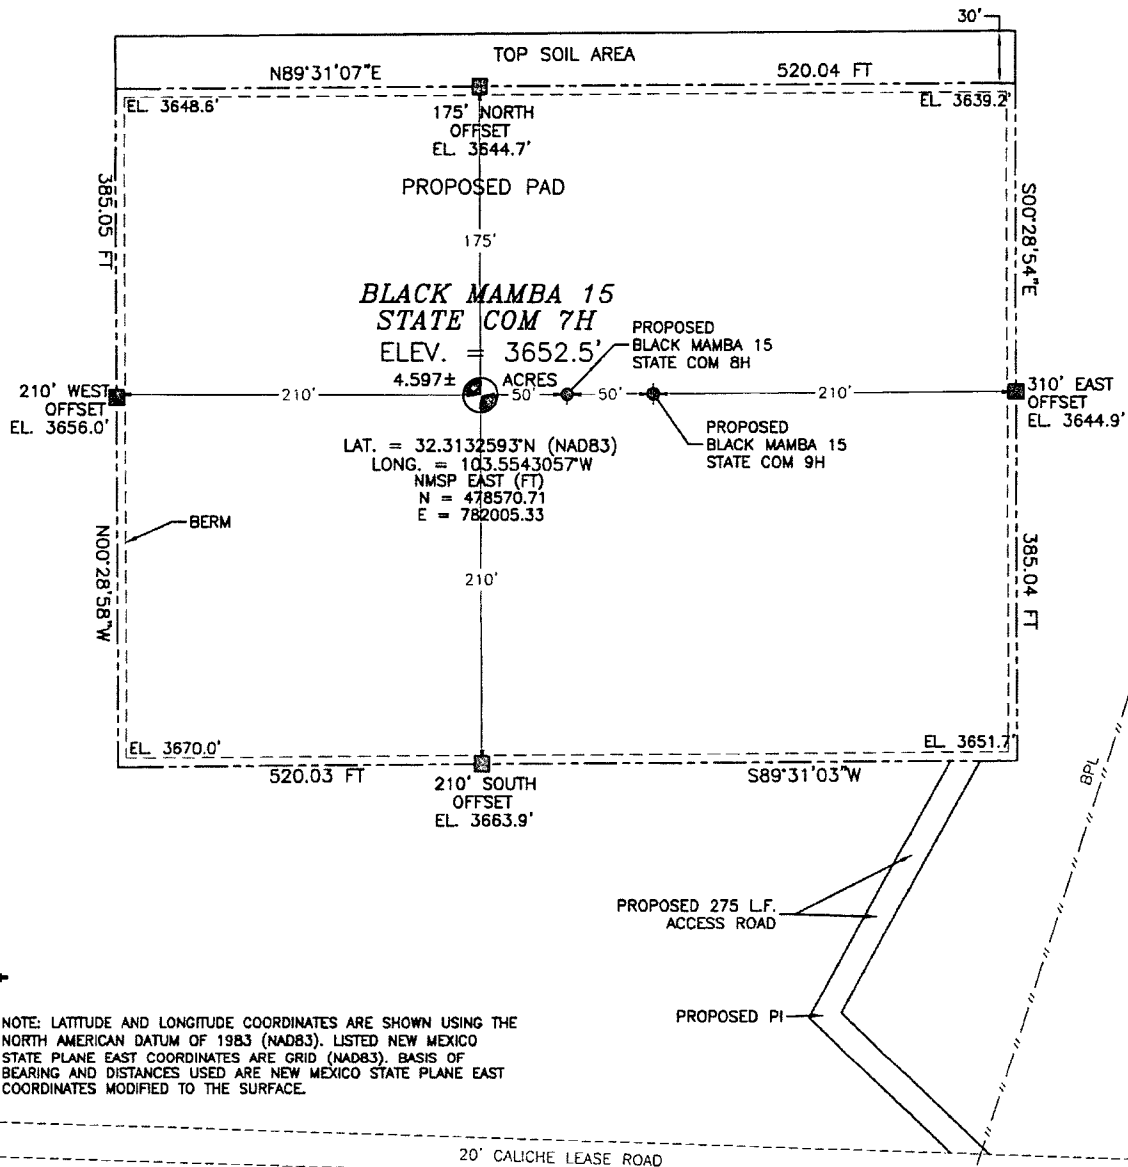 30'
TOP SOIL AREA
N89°31'07"E
520.04 FT
EL. 3648.6'
EL. 3639.2'
175' NORTH
OFFSET
EL. 3644.7'
PROPOSED PAD
385.05 FT
S00°28'54"E
175'
BLACK MAMBA 15
STATE COM 7H
ELEV. = 3652.5'
4.597± ACRES
PROPOSED
BLACK MAMBA 15
STATE COM 8H
210' WEST
OFFSET
EL. 3656.0'
210'
50'
50'
210'
310' EAST
OFFSET
EL. 3644.9'
PROPOSED
BLACK MAMBA 15
STATE COM 9H
LAT. = 32.3132593°N (NAD83)
LONG. = 103.5543057°W
NMSP EAST (FT)
N = 478570.71
E = 782005.33
BERM
N00°28'58"W
210'
385.04 FT
EL. 3670.0'
EL. 3651.7'
520.03 FT
210' SOUTH
OFFSET
EL. 3663.9'
S89°31'03"W
BPL
PROPOSED 275 L.F.
ACCESS ROAD
PROPOSED PI
NOTE: LATITUDE AND LONGITUDE COORDINATES ARE SHOWN USING THE
NORTH AMERICAN DATUM OF 1983 (NAD83). LISTED NEW MEXICO
STATE PLANE EAST COORDINATES ARE GRID (NAD83). BASIS OF
BEARING AND DISTANCES USED ARE NEW MEXICO STATE PLANE EAST
COORDINATES MODIFIED TO THE SURFACE.
20' CALICHE LEASE ROAD